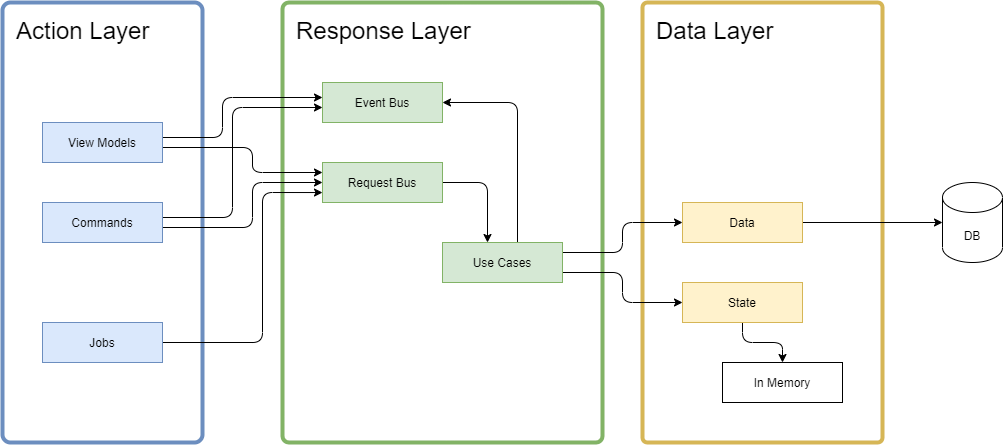 Action Layer
Response Layer
Data Layer
Event Bus
View Models
Request Bus
Commands
Data
DB
Use Cases
State
Jobs
In Memory